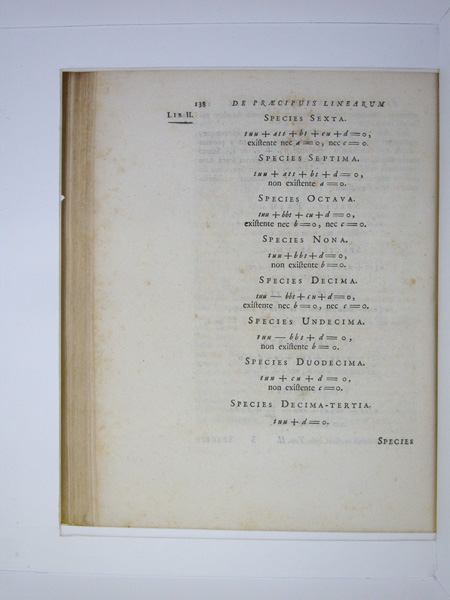 138 DE PRÆCIPUIS LINEARUM
LIB. II.
SPECIES SEXTA.
tuu + att + bt + cu + d = 0,
exiſtente nec a = 0, nec c = 0.
SPECIES SEPTIMA.
tuu + att + bt + d = 0,
non exiſtente a = 0.
SPECIES OCTAVA.
tuu + bbt + cu + d = 0,
exiſtente nec b = 0, nec c = 0.
SPECIES NONA.
tuu + bbt + d = 0,
non exiſtente b = 0.
SPECIES DECIMA.
tuu — bbt + cu + d = 0,
exiſtente nec b = 0, nec c = 0.
SPECIES UNDECIMA.
tuu — bbt + d = 0,
non exiſtente b = 0.
SPECIES DUODECIMA.
tuu + cu + d = 0,
non exiſtente c = 0.
SPECIES DECIMA-TERTIA.
tuu + d = 0.
SPECIES